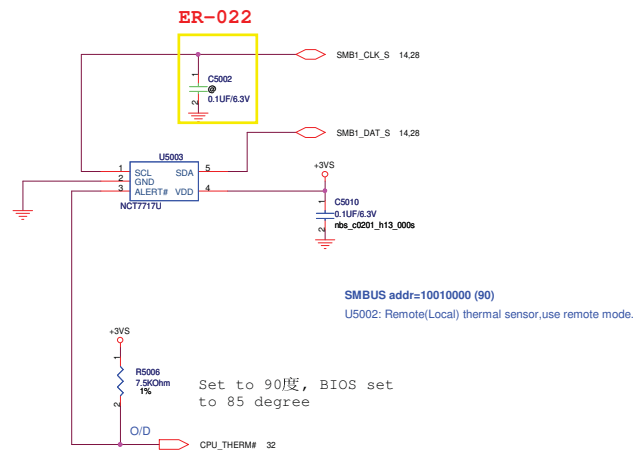 ER-022
SMB1_CLK_S 14,28
1
C5002
@
0.1UF/6.3V
2
SMB1_DAT_S 14,28
U5003
1 SCL SDA 5
2 GND
3 ALERT# VDD 4
NCT7717U
+3VS
1
C5010
0.1UF/6.3V
nbs_c0201_h13_000s
2
SMBUS addr=10010000 (90)
U5002: Remote(Local) thermal sensor,use remote mode.
+3VS
1
R5006
7.5KOhm
1%
2
Set to 90度, BIOS set
to 85 degree
O/D
CPU_THERM# 32